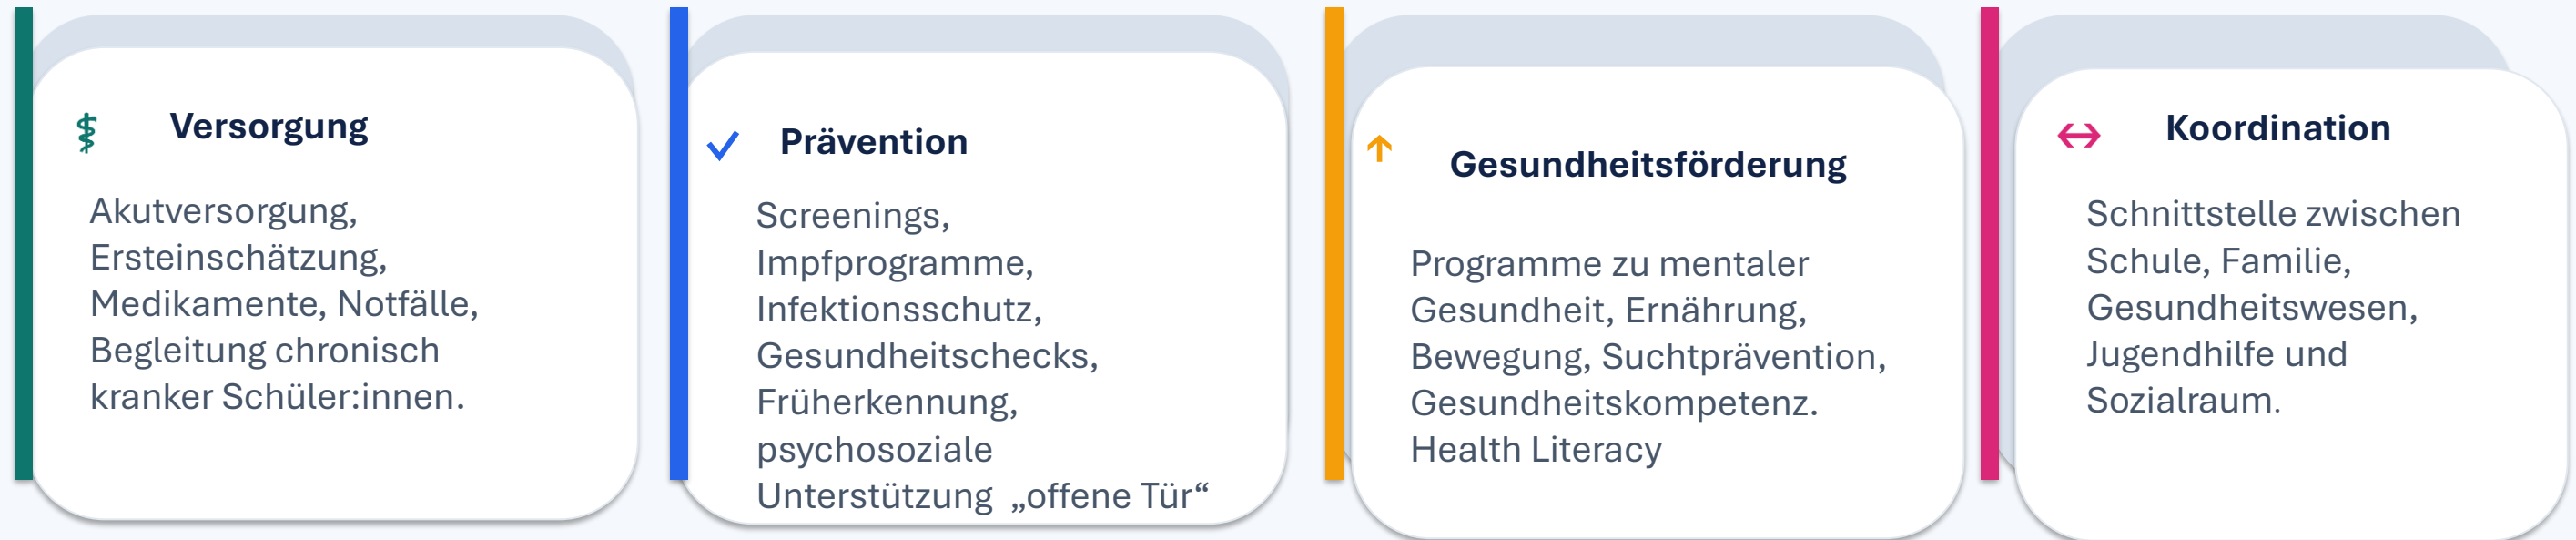 Versorgung
Akutversorgung,
Ersteinschätzung,
Medikamente, Notfälle,
Begleitung chronisch
kranker Schüler:innen.
Prävention
Screenings,
Impfprogramme,
Infektionsschutz,
Gesundheitschecks,
Früherkennung,
psychosoziale
Unterstützung „offene Tür“
Gesundheitsförderung
Programme zu mentaler
Gesundheit, Ernährung,
Bewegung, Suchtprävention,
Gesundheitskompetenz.
Health Literacy
Koordination
Schnittstelle zwischen
Schule, Familie,
Gesundheitswesen,
Jugendhilfe und
Sozialraum.